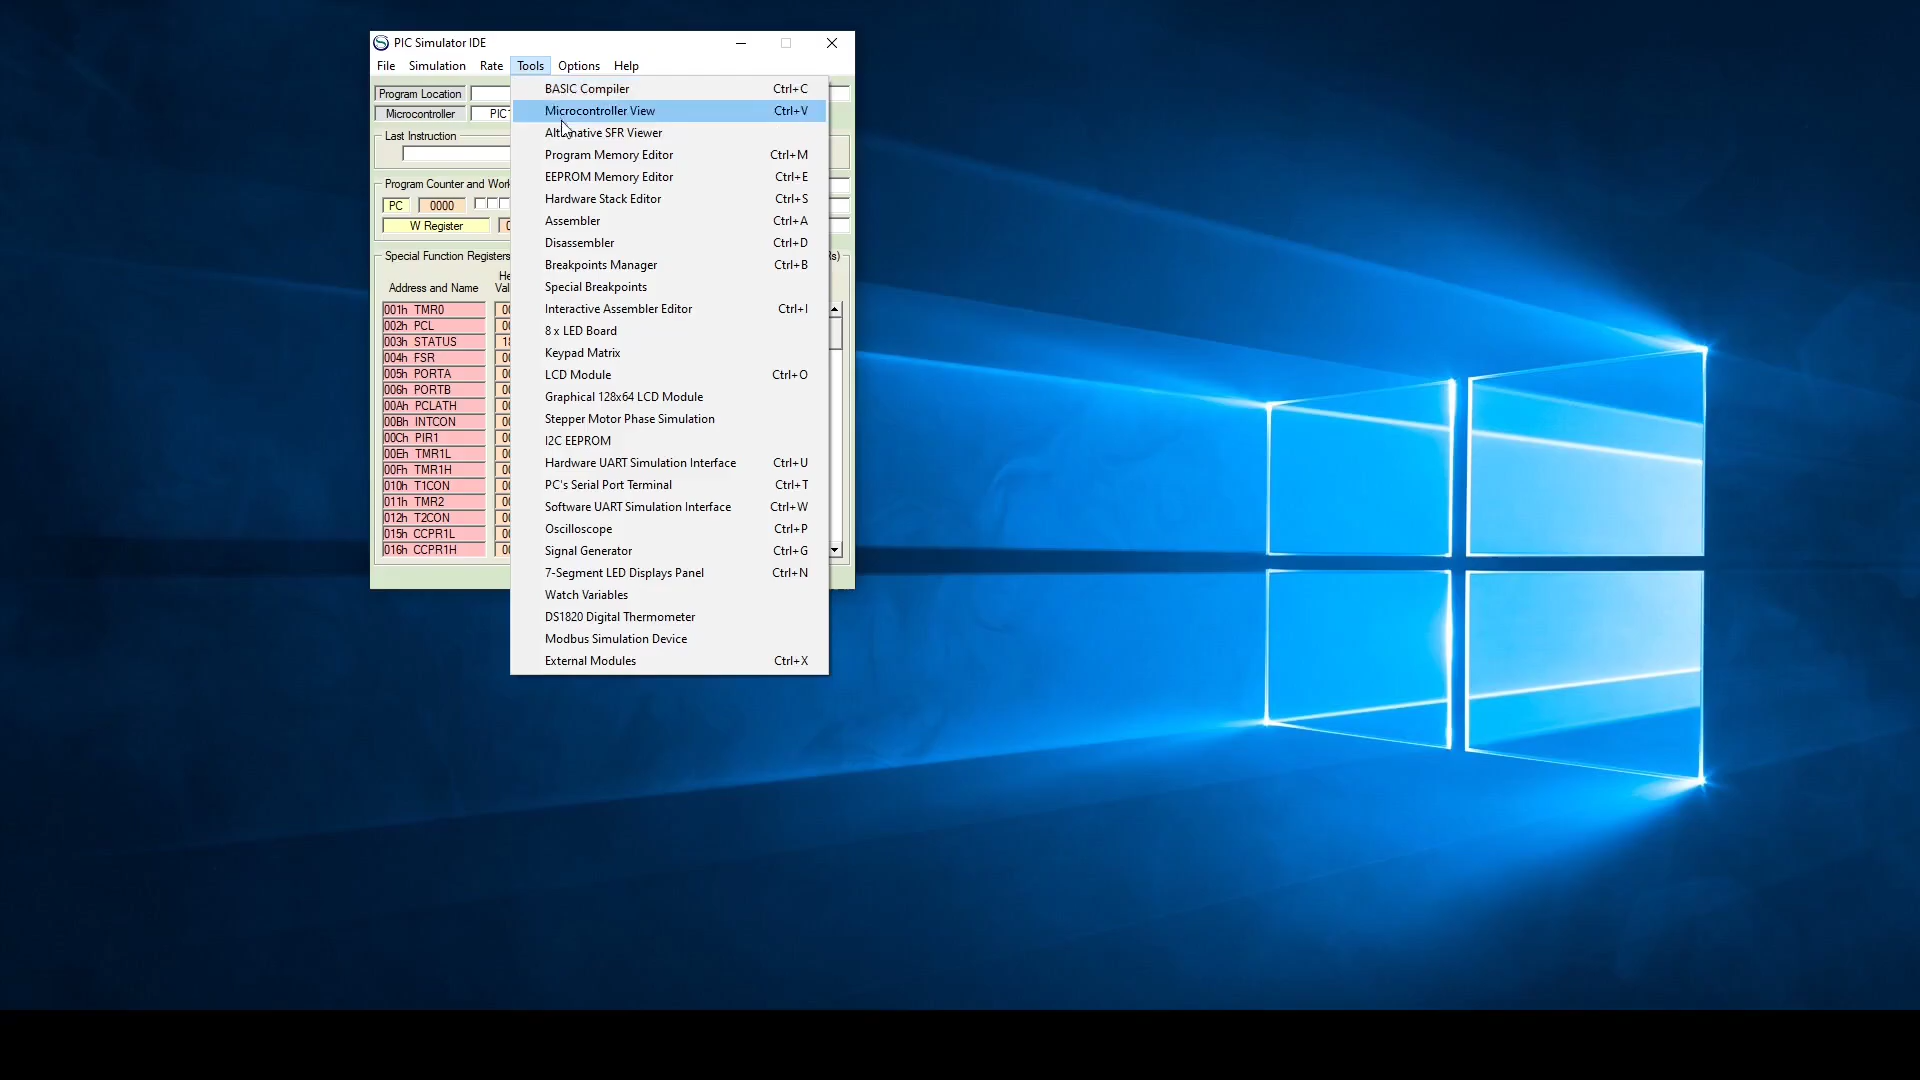 PIC Simulator IDE
File Simulation Rate Tools Options Help
Program Location
Microcontroller
Last Instruction
Program Counter and
PC 0000
W Register
Special Function Registers
Address and Name
001h TMR0
002h PCL
003h STATUS
004h FSR
005h PORTA
006h PORTB
00Ah PCLATH
00Bh INTCON
00Ch PIR1
00Eh TMR1L
00Fh TMR1H
010h T1CON
011h TMR2
012h T2CON
015h CCPR1L
016h CCPR1H
BASIC Compiler Ctrl+C
Microcontroller View Ctrl+V
Alternative SFR Viewer
Program Memory Editor Ctrl+M
EEPROM Memory Editor Ctrl+E
Hardware Stack Editor Ctrl+S
Assembler Ctrl+A
Disassembler Ctrl+D
Breakpoints Manager Ctrl+B
Special Breakpoints
Interactive Assembler Editor Ctrl+I
8 x LED Board
Keypad Matrix
LCD Module Ctrl+O
Graphical 128x64 LCD Module
Stepper Motor Phase Simulation
I2C EEPROM
Hardware UART Simulation Interface Ctrl+U
PC's Serial Port Terminal Ctrl+T
Software UART Simulation Interface Ctrl+W
Oscilloscope Ctrl+P
Signal Generator Ctrl+G
7-Segment LED Displays Panel Ctrl+N
Watch Variables
DS1820 Digital Thermometer
Modbus Simulation Device
External Modules Ctrl+X